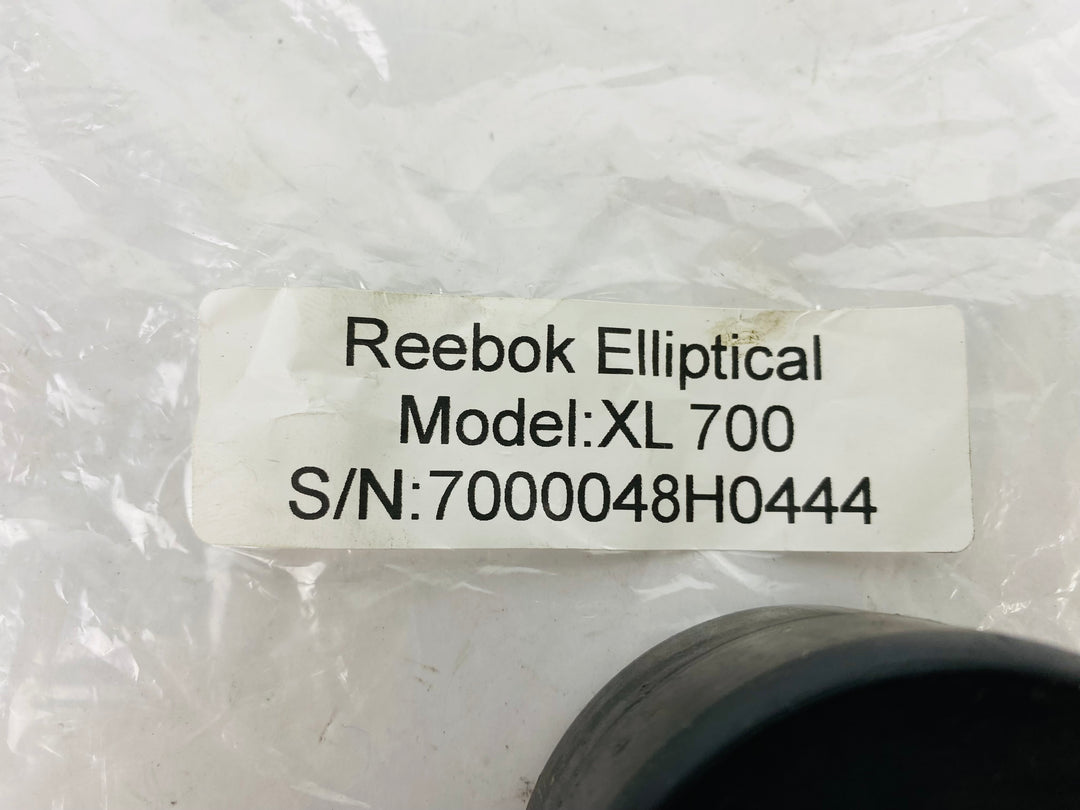 Reebok Elliptical
Model:XL 700
S/N:7000048H0444